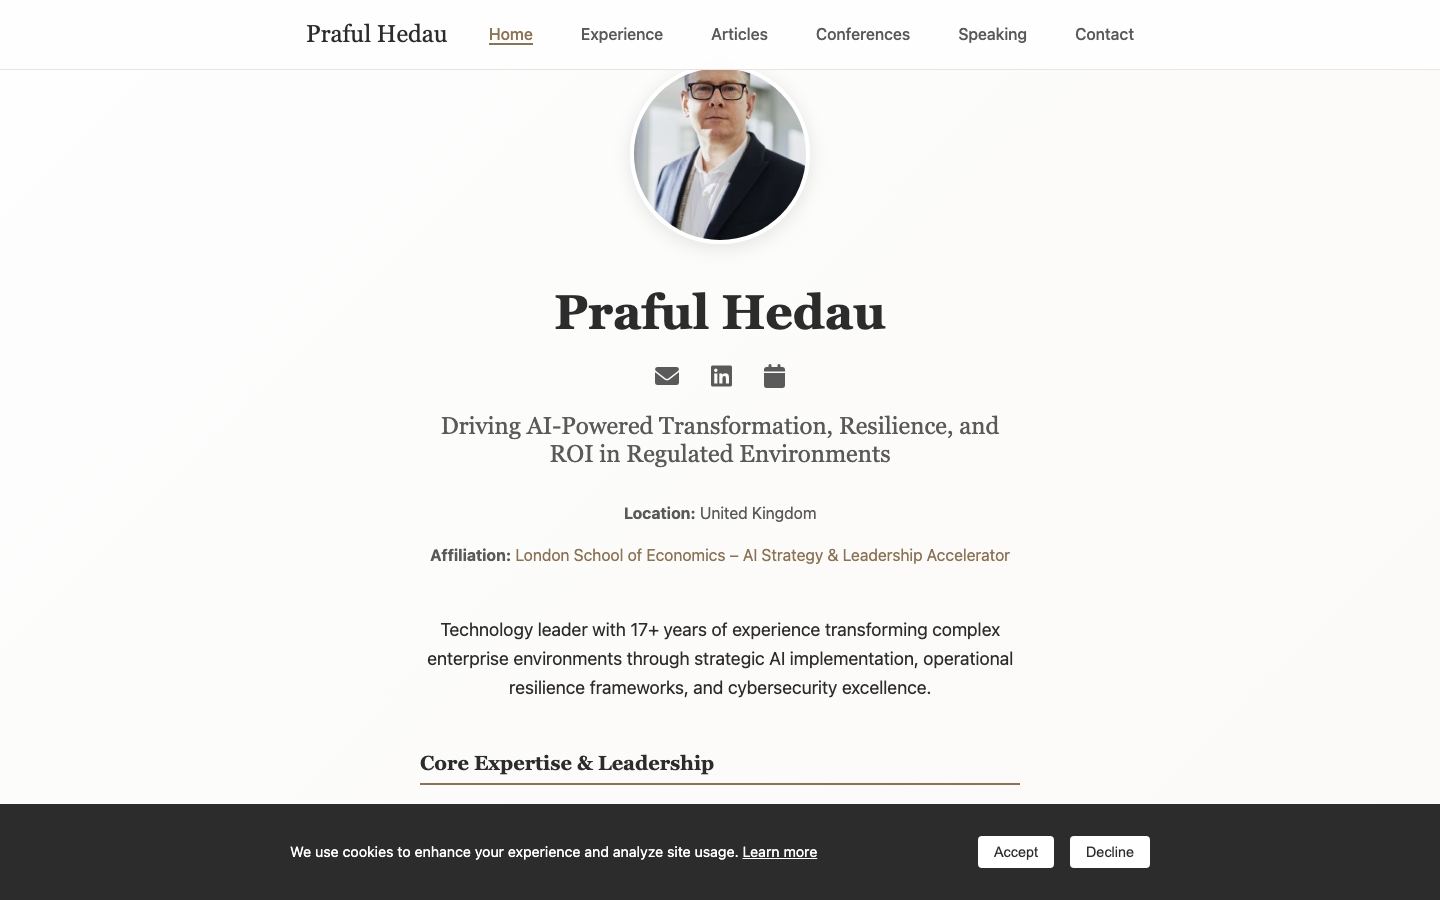 Praful Hedau
Home
Experience
Articles
Conferences
Speaking
Contact
Praful Hedau
Driving AI-Powered Transformation, Resilience, and
ROI in Regulated Environments
Location: United Kingdom
Affiliation: London School of Economics – AI Strategy & Leadership Accelerator
Technology leader with 17+ years of experience transforming complex
enterprise environments through strategic AI implementation, operational
resilience frameworks, and cybersecurity excellence.
Core Expertise & Leadership
We use cookies to enhance your experience and analyze site usage. Learn more
Accept
Decline